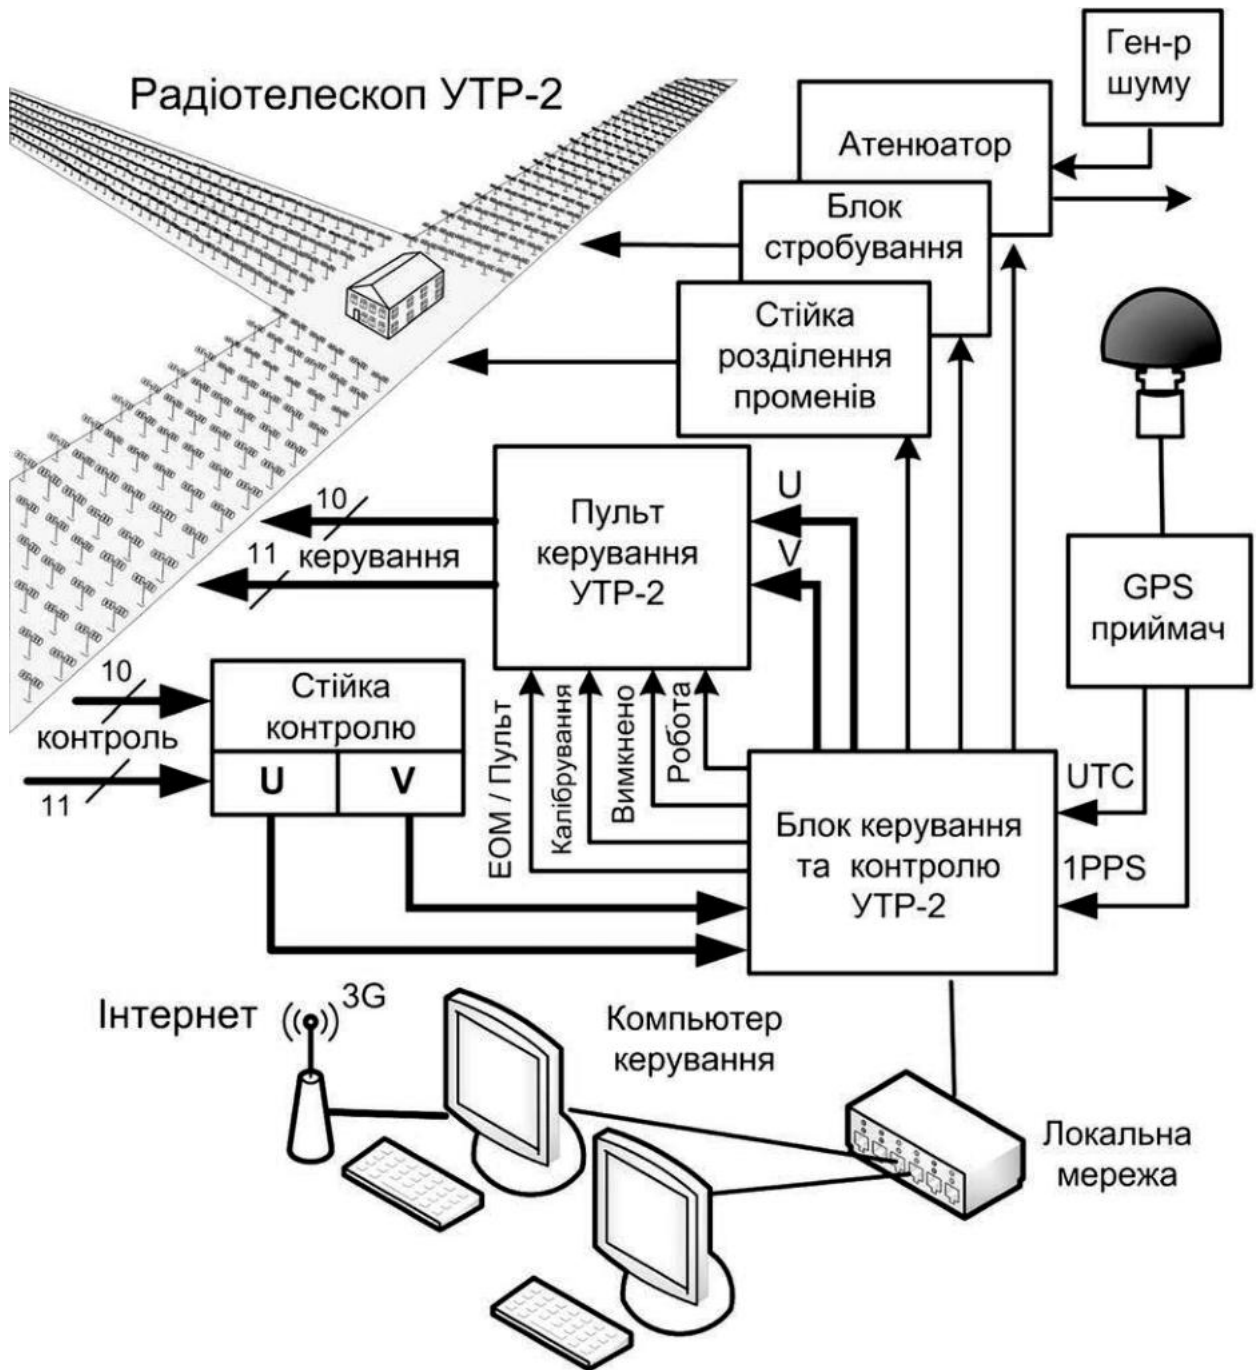 Радіотелескоп УТР-2
Ген-р
шуму
Атенюатор
Блок
стробування
Стійка
розділення
променів
10
11
керування
Пульт
керування
УТР-2
U
V
GPS
приймач
10
контроль
11
Стійка
контролю
U
V
ЕОМ / Пульт
Калібрування
Вимкнено
Робота
Блок керування
та контролю
УТР-2
UTC
1PPS
Інтернет
3G
Компьютер
керування
Локальна
мережа